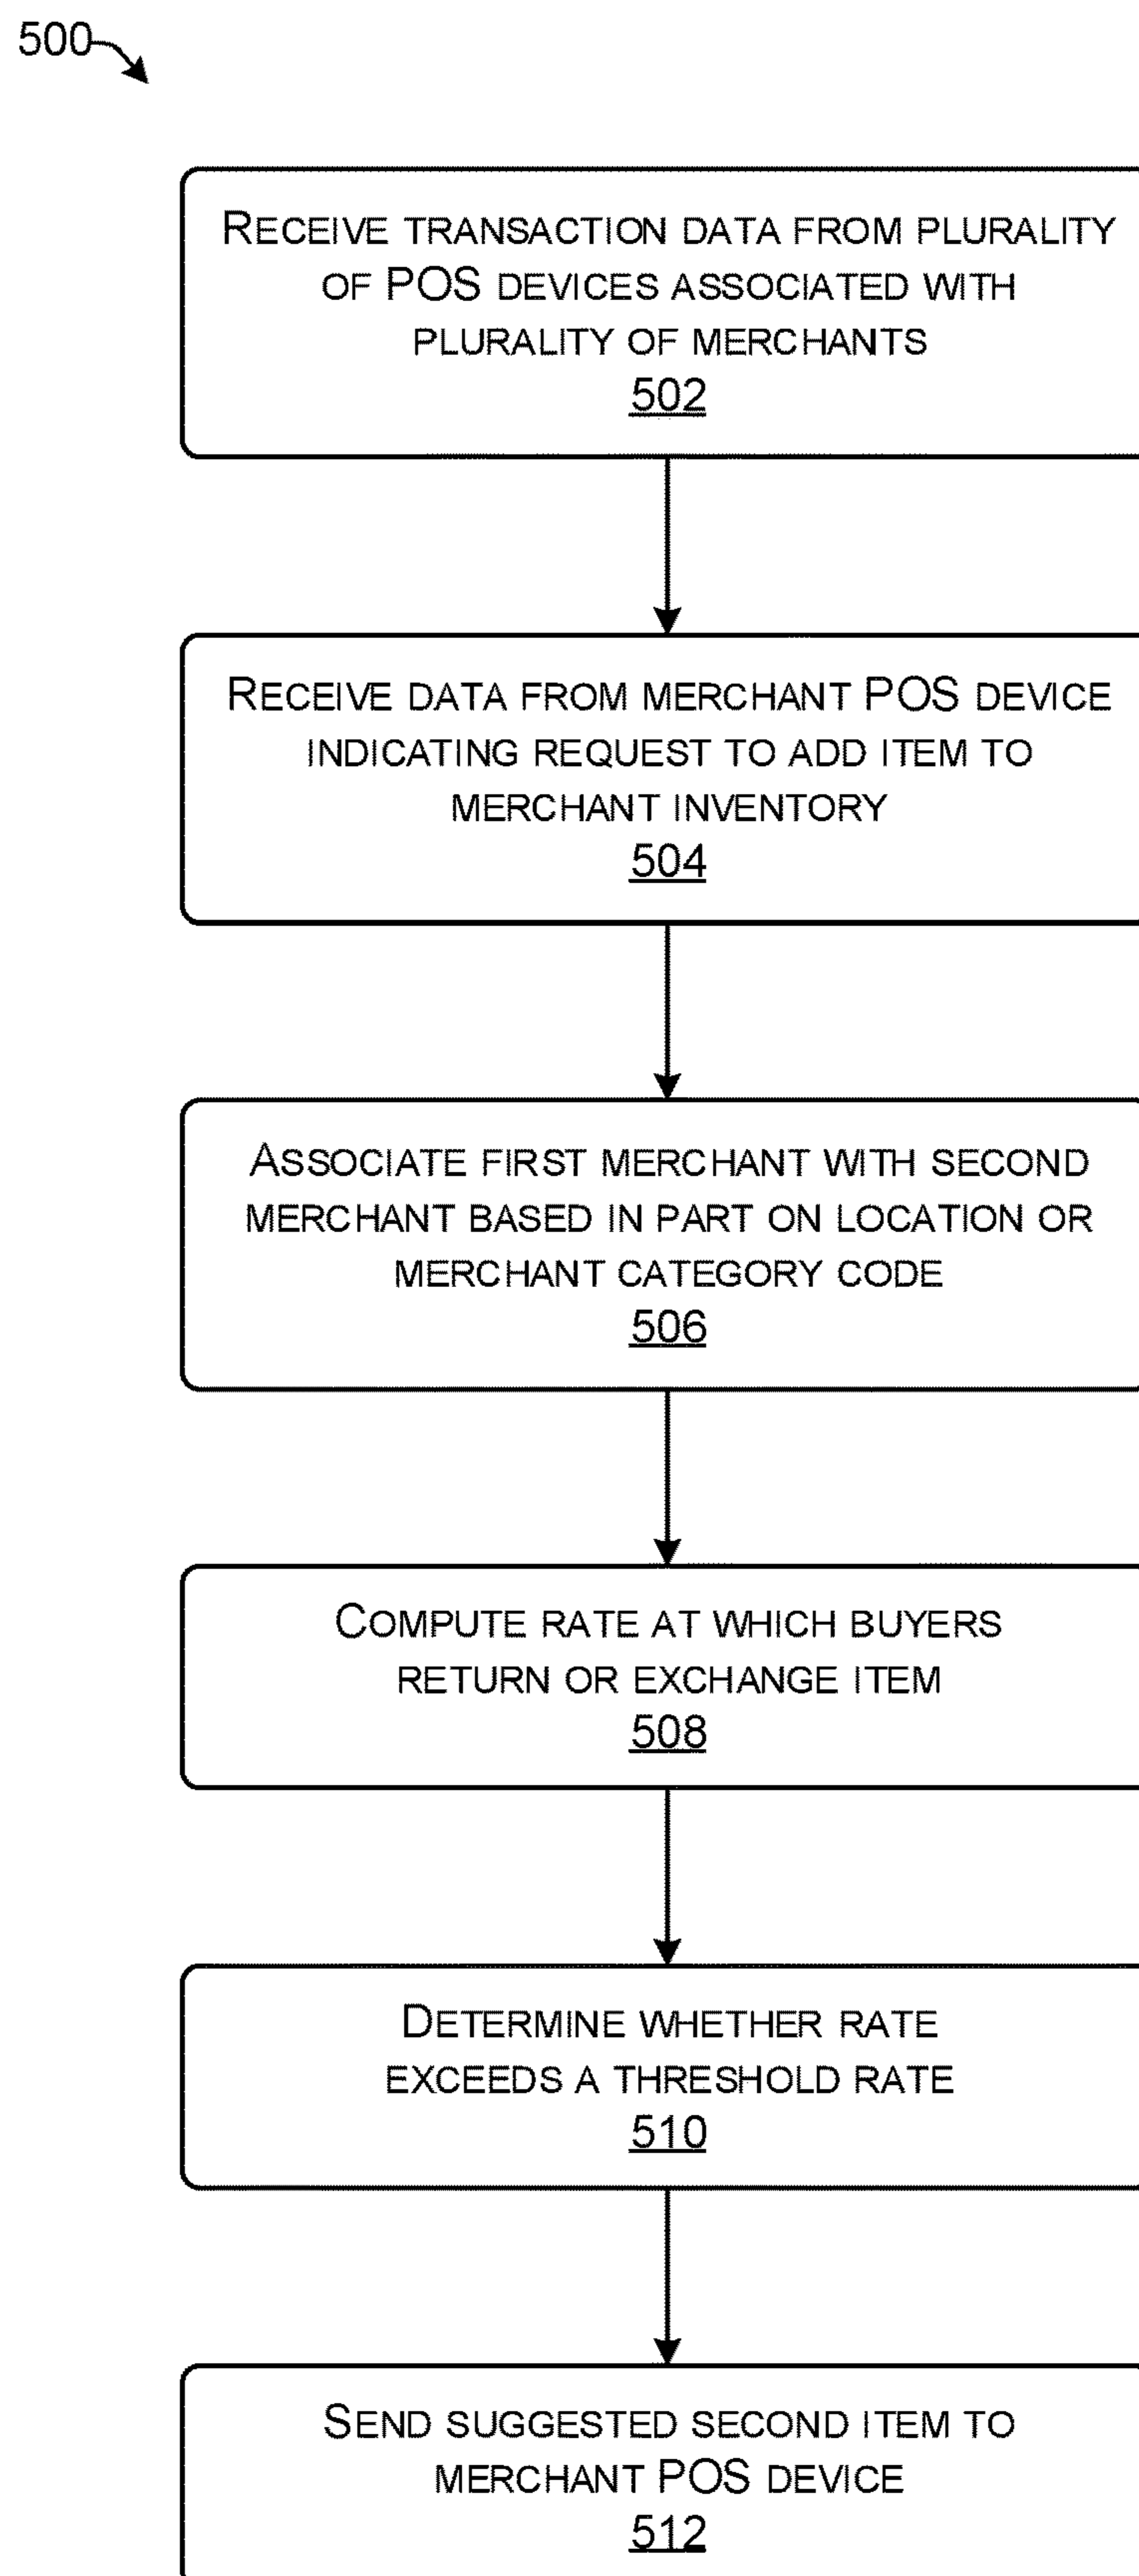 500
RECEIVE TRANSACTION DATA FROM PLURALITY
OF POS DEVICES ASSOCIATED WITH
PLURALITY OF MERCHANTS
502
RECEIVE DATA FROM MERCHANT POS DEVICE
INDICATING REQUEST TO ADD ITEM TO
MERCHANT INVENTORY
504
ASSOCIATE FIRST MERCHANT WITH SECOND
MERCHANT BASED IN PART ON LOCATION OR
MERCHANT CATEGORY CODE
506
COMPUTE RATE AT WHICH BUYERS
RETURN OR EXCHANGE ITEM
508
DETERMINE WHETHER RATE
EXCEEDS A THRESHOLD RATE
510
SEND SUGGESTED SECOND ITEM TO
MERCHANT POS DEVICE
512